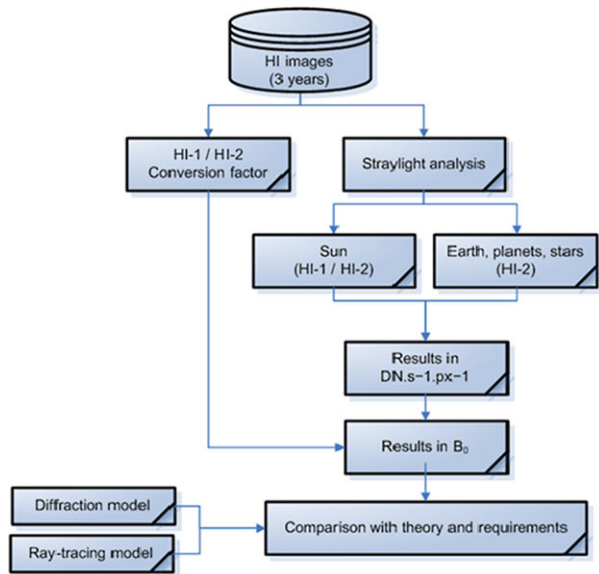 HI images
(3 years)
HI-1 / HI-2
Conversion factor
Straylight analysis
Sun
(HI-1 / HI-2)
Earth, planets, stars
(HI-2)
Results in
DN.s−1.px−1
Results in B₀
Diffraction model
Ray-tracing model
Comparison with theory and requirements